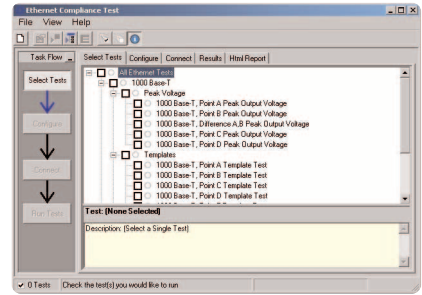 Ethernet Compliance Test
File View Help
Task Flow
Select Tests Configure Connect Results Html Report
Select Tests
Configure
Connect
Run Tests
All Ethernet Tests
1000 Base-T
Peak Voltage
1000 Base-T, Point A Peak Output Voltage
1000 Base-T, Point B Peak Output Voltage
1000 Base-T, Difference A,B Peak Output Voltage
1000 Base-T, Point C Peak Output Voltage
1000 Base-T, Point D Peak Output Voltage
Templates
1000 Base-T, Point A Template Test
1000 Base-T, Point B Template Test
1000 Base-T, Point C Template Test
1000 Base-T, Point D Template Test
Test: (None Selected)
Description: (Select a Single Test)
0 Tests Check the test(s) you would like to run